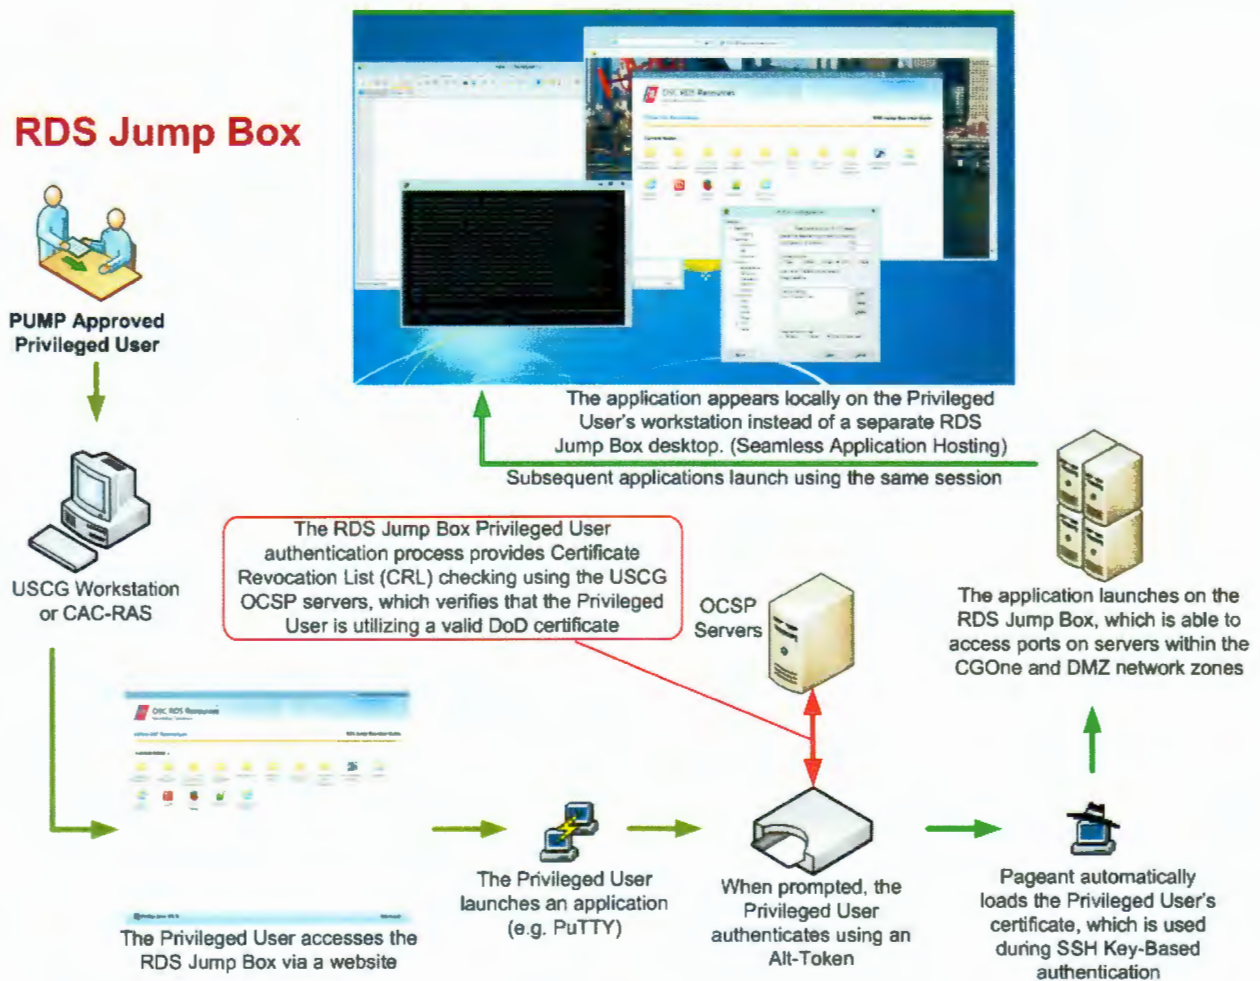 RDS Jump Box
PUMP Approved
Privileged User
USCG Workstation
or CAC-RAS
OSC RDS Resources
The Privileged User accesses the
RDS Jump Box via a website
The Privileged User
launches an application
(e.g. PuTTY)
When prompted, the
Privileged User
authenticates using an
Alt-Token
The RDS Jump Box Privileged User
authentication process provides Certificate
Revocation List (CRL) checking using the USCG
OCSP servers, which verifies that the Privileged
User is utilizing a valid DoD certificate
OCSP
Servers
Pageant automatically
loads the Privileged User's
certificate, which is used
during SSH Key-Based
authentication
The application launches on the
RDS Jump Box, which is able to
access ports on servers within the
CGOne and DMZ network zones
The application appears locally on the Privileged
User's workstation instead of a separate RDS
Jump Box desktop. (Seamless Application Hosting)
Subsequent applications launch using the same session
OSC RDS Resources